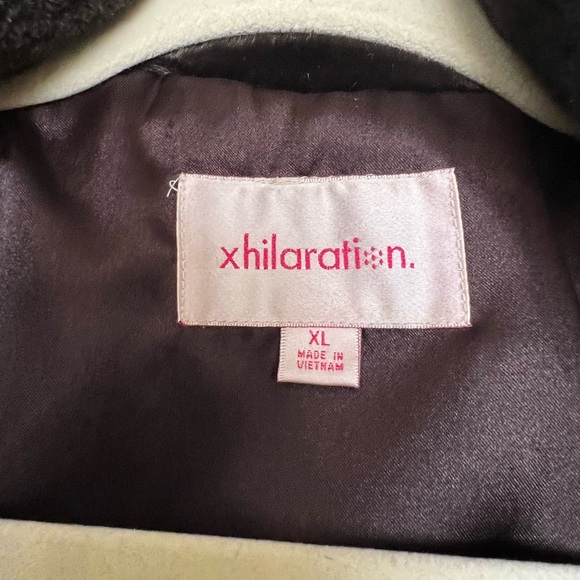 xhilaration.
XL
MADE IN
VIETNAM